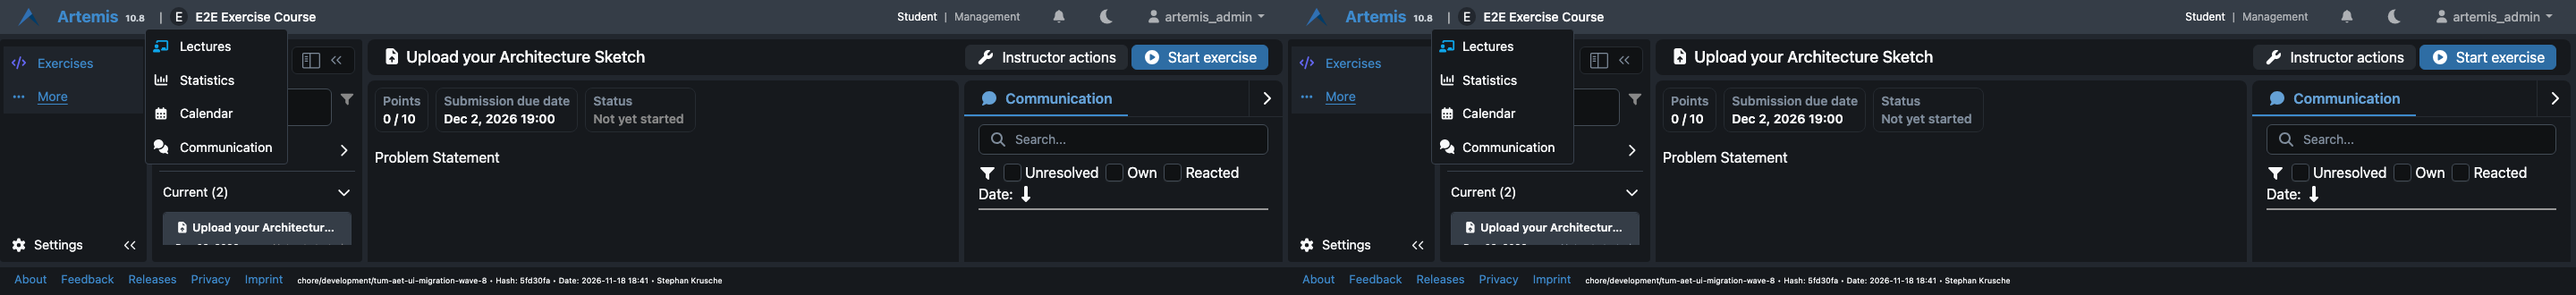 Artemis 10.8 | E E2E Exercise Course
Student | Management
artemis_admin
Exercises
More
Settings
Lectures
Statistics
Calendar
Communication
Current (2)
Upload your Architectur...
Upload your Architecture Sketch
Instructor actions
Start exercise
Points
0 / 10
Submission due date
Dec 2, 2026 19:00
Status
Not yet started
Problem Statement
Communication
Search...
Unresolved Own Reacted
Date:
About Feedback Releases Privacy Imprint chore/development/tum-aet-ui-migration-wave-8 • Hash: 5fd30fa • Date: 2026-11-18 18:41 • Stephan Krusche
Artemis 10.8 | E E2E Exercise Course
Student | Management
artemis_admin
Exercises
More
Settings
Lectures
Statistics
Calendar
Communication
Current (2)
Upload your Architectur...
Upload your Architecture Sketch
Instructor actions
Start exercise
Points
0 / 10
Submission due date
Dec 2, 2026 19:00
Status
Not yet started
Problem Statement
Communication
Search...
Unresolved Own Reacted
Date:
About Feedback Releases Privacy Imprint chore/development/tum-aet-ui-migration-wave-8 • Hash: 5fd30fa • Date: 2026-11-18 18:41 • Stephan Krusche